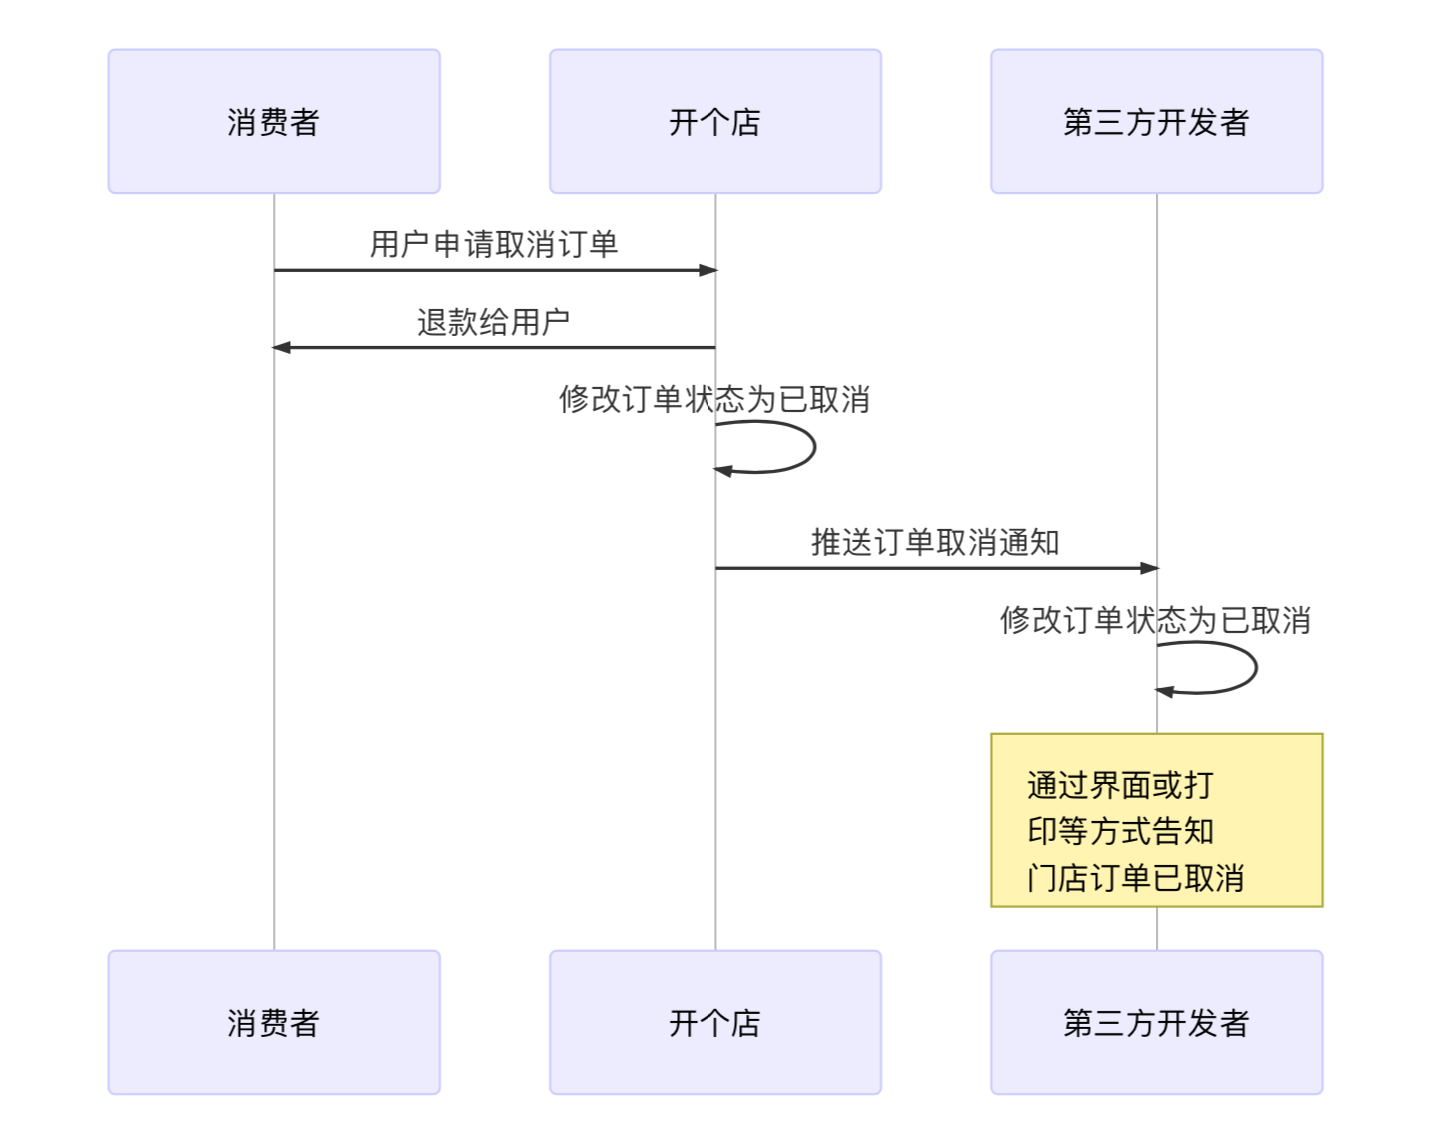 消费者
开个店
第三方开发者
用户申请取消订单
退款给用户
修改订单状态为已取消
推送订单取消通知
修改订单状态为已取消
通过界面或打
印等方式告知
门店订单已取消
消费者
开个店
第三方开发者